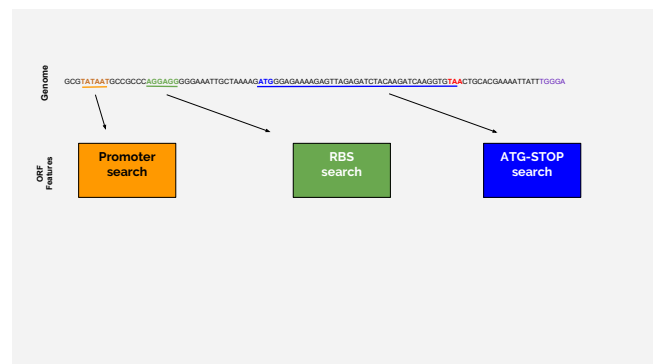 Genome
GCGTATAATGCCGCCCAGGAGGGGGAAATTGCTAAAAGATGGGAGAAAAGAGTTAGAGATCTACAAGATCAAGGTGTAACTGCACGAAAATTATTTGGGA
ORF
Features
Promoter
search
RBS
search
ATG-STOP
search